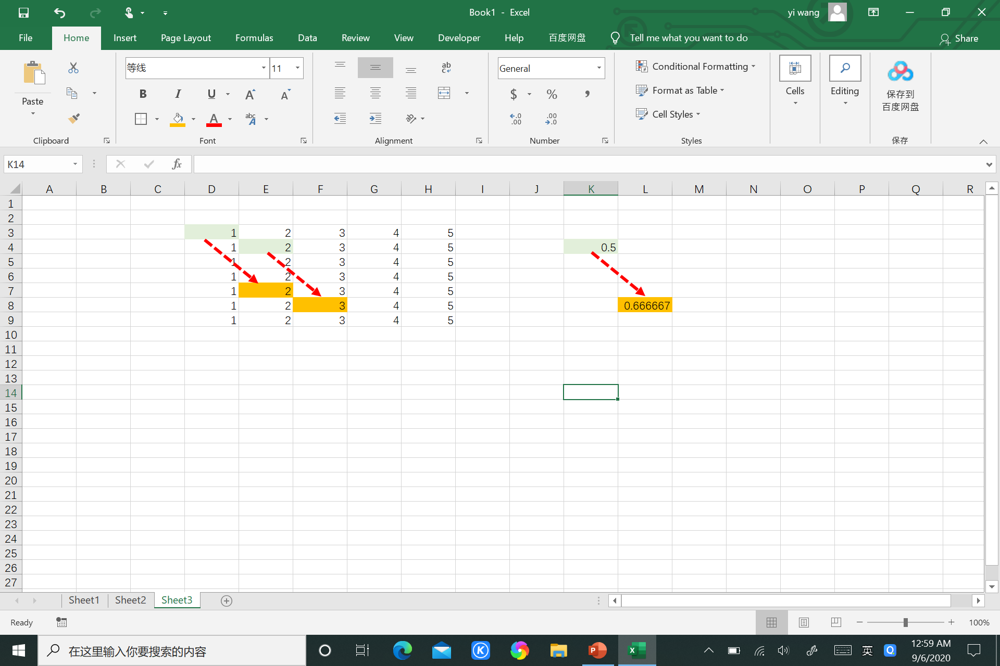 Book1 - Excel
yi wang
File Home Insert Page Layout Formulas Data Review View Developer Help 百度网盘 Tell me what you want to do Share
Paste
Clipboard
等线 11
B I U A A
A abc A
Font
ab c
Alignment
General
$ % ,
.0 .00 .00 .0
Number
Conditional Formatting
Format as Table
Cell Styles
Styles
Cells
Editing
保存到
百度网盘
保存
K14 fx
A B C D E F G H I J K L M N O P Q R
1
2
3 1 2 3 4 5
4 1 2 3 4 5 0.5
5 1 2 3 4 5
6 1 2 3 4 5
7 1 2 3 4 5
8 1 2 3 4 5 0.666667
9 1 2 3 4 5
10
11
12
13
14
15
16
17
18
19
20
21
22
23
24
25
26
27
Sheet1 Sheet2 Sheet3
Ready 100%
在这里输入你要搜索的内容
英
12:59 AM
9/6/2020